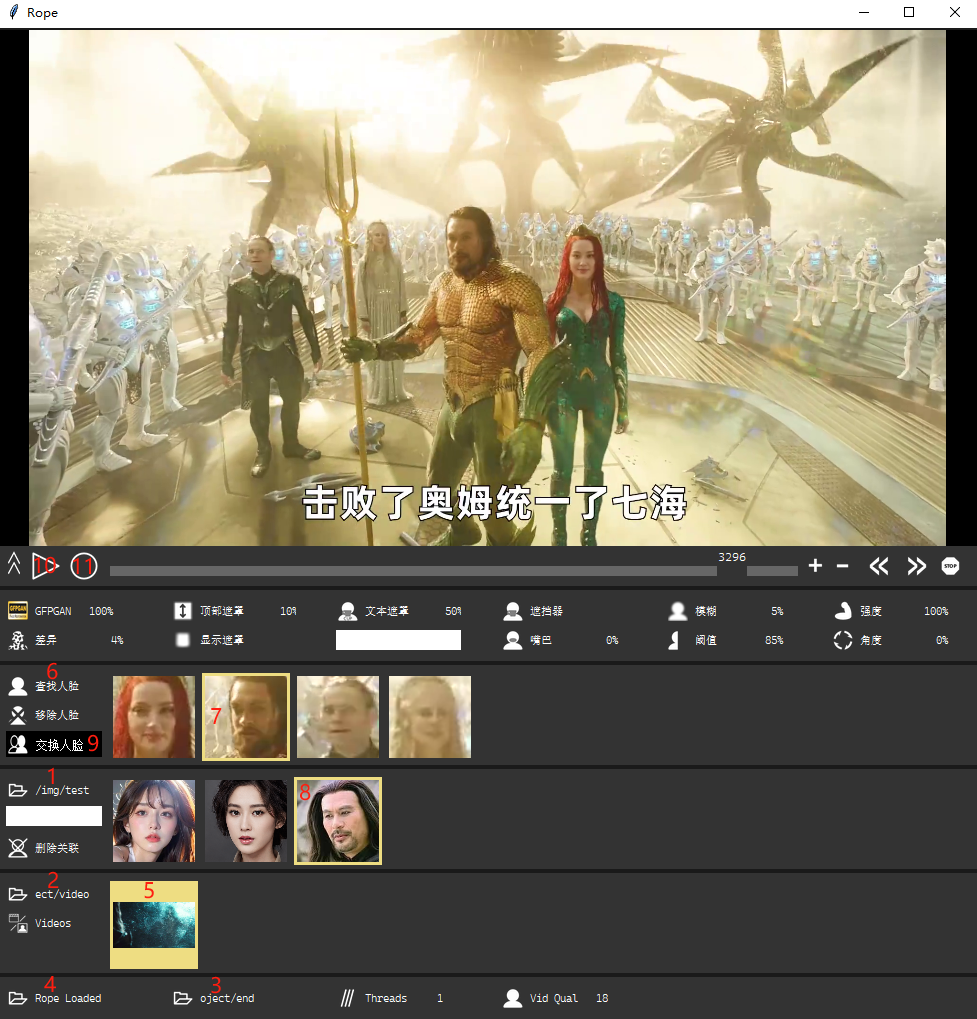 Rope
击败了奥姆统一了七海
10 11 3296 STOP
GFPGAN 100% 顶部遮罩 10% 文本遮罩 50% 遮挡器 模糊 5% 强度 100%
差异 4% 显示遮罩 嘴巴 0% 阈值 85% 角度 0%
6
查找人脸
7
移除人脸
交换人脸 9
1
/img/test
8
删除关联
2
ect/video
5
Videos
4 3
Rope Loaded oject/end Threads 1 Vid Qual 18